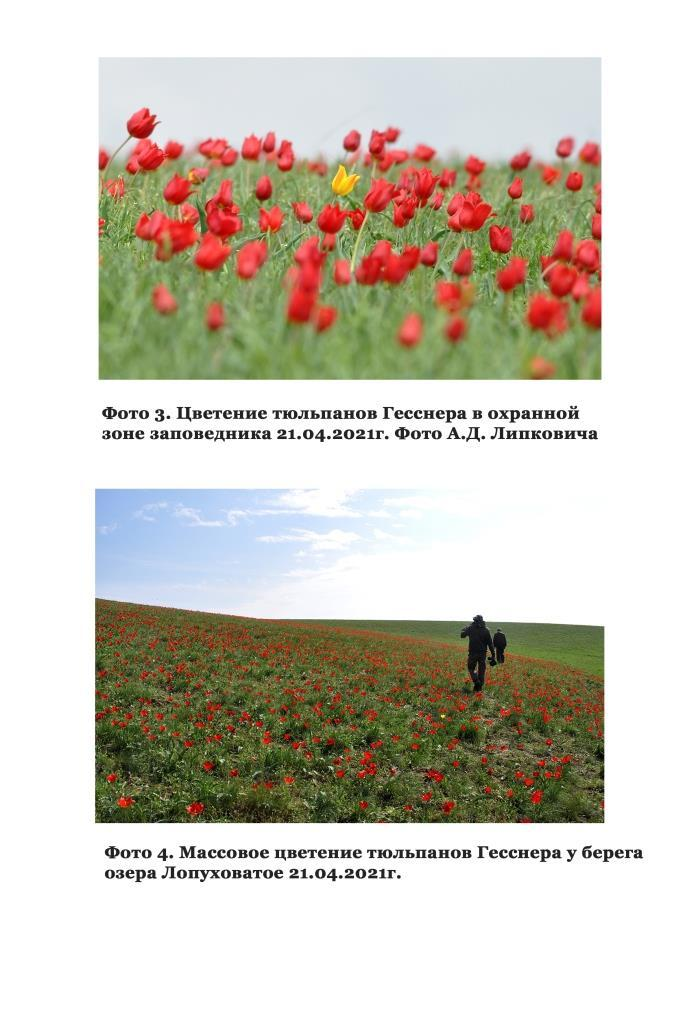 Фото 3. Цветение тюльпанов Гесснера в охранной
зоне заповедника 21.04.2021г. Фото А.Д. Липковича
Фото 4. Массовое цветение тюльпанов Гесснера у берега
озера Лопуховатое 21.04.2021г.